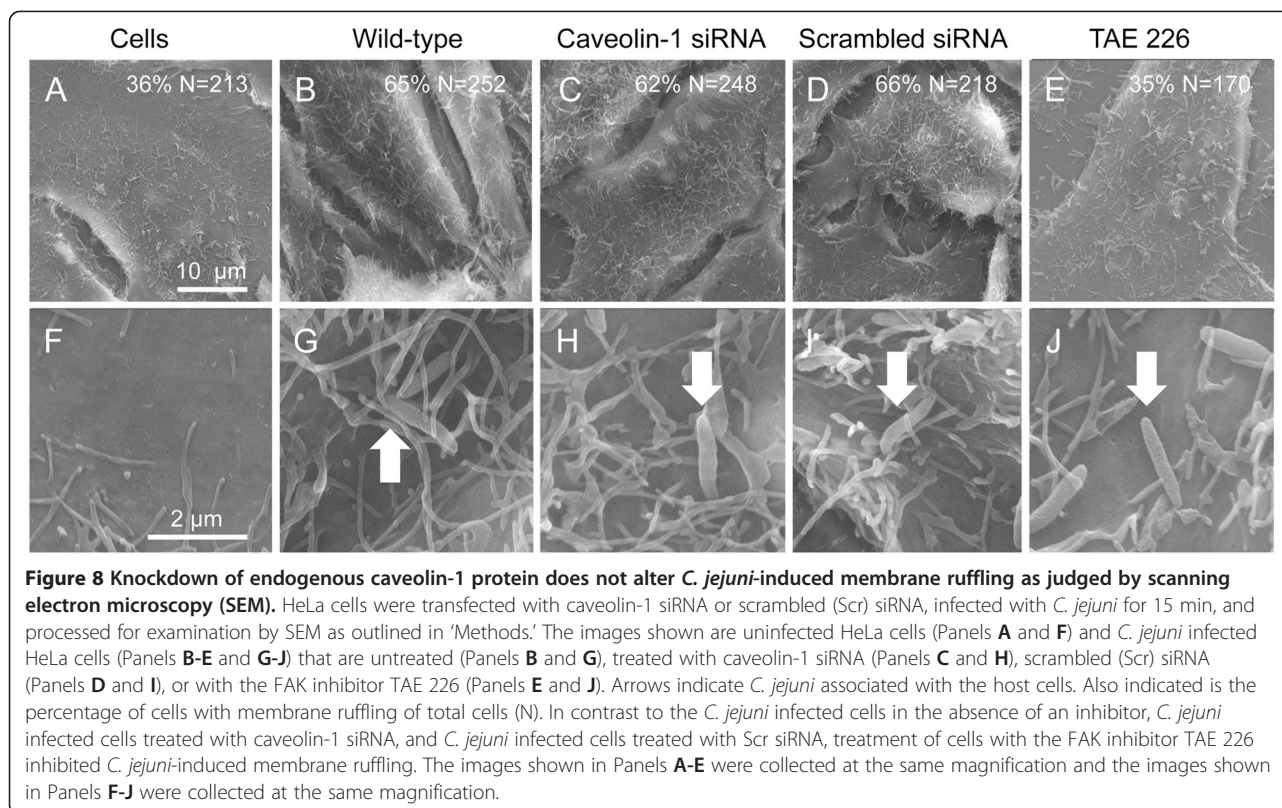 Cells Wild-type Caveolin-1 siRNA Scrambled siRNA TAE 226
A 36% N=213 B 65% N=252 C 62% N=248 D 66% N=218 E 35% N=170
10 µm
F G H I J
2 µm
Figure 8 Knockdown of endogenous caveolin-1 protein does not alter C. jejuni-induced membrane ruffling as judged by scanning
electron microscopy (SEM). HeLa cells were transfected with caveolin-1 siRNA or scrambled (Scr) siRNA, infected with C. jejuni for 15 min, and
processed for examination by SEM as outlined in ‘Methods.’ The images shown are uninfected HeLa cells (Panels A and F) and C. jejuni infected
HeLa cells (Panels B-E and G-J) that are untreated (Panels B and G), treated with caveolin-1 siRNA (Panels C and H), scrambled (Scr) siRNA
(Panels D and I), or with the FAK inhibitor TAE 226 (Panels E and J). Arrows indicate C. jejuni associated with the host cells. Also indicated is the
percentage of cells with membrane ruffling of total cells (N). In contrast to the C. jejuni infected cells in the absence of an inhibitor, C. jejuni
infected cells treated with caveolin-1 siRNA, and C. jejuni infected cells treated with Scr siRNA, treatment of cells with the FAK inhibitor TAE 226
inhibited C. jejuni-induced membrane ruffling. The images shown in Panels A-E were collected at the same magnification and the images shown
in Panels F-J were collected at the same magnification.